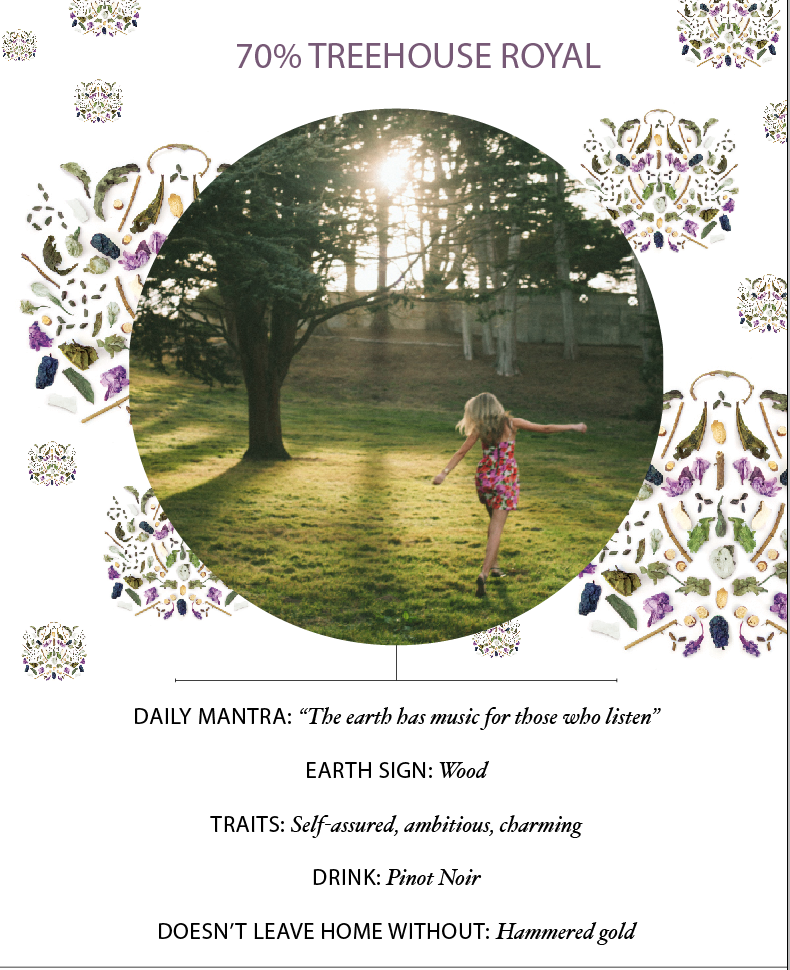 70% TREEHOUSE ROYAL
DAILY MANTRA: “The earth has music for those who listen”
EARTH SIGN: Wood
TRAITS: Self-assured, ambitious, charming
DRINK: Pinot Noir
DOESN’T LEAVE HOME WITHOUT: Hammered gold